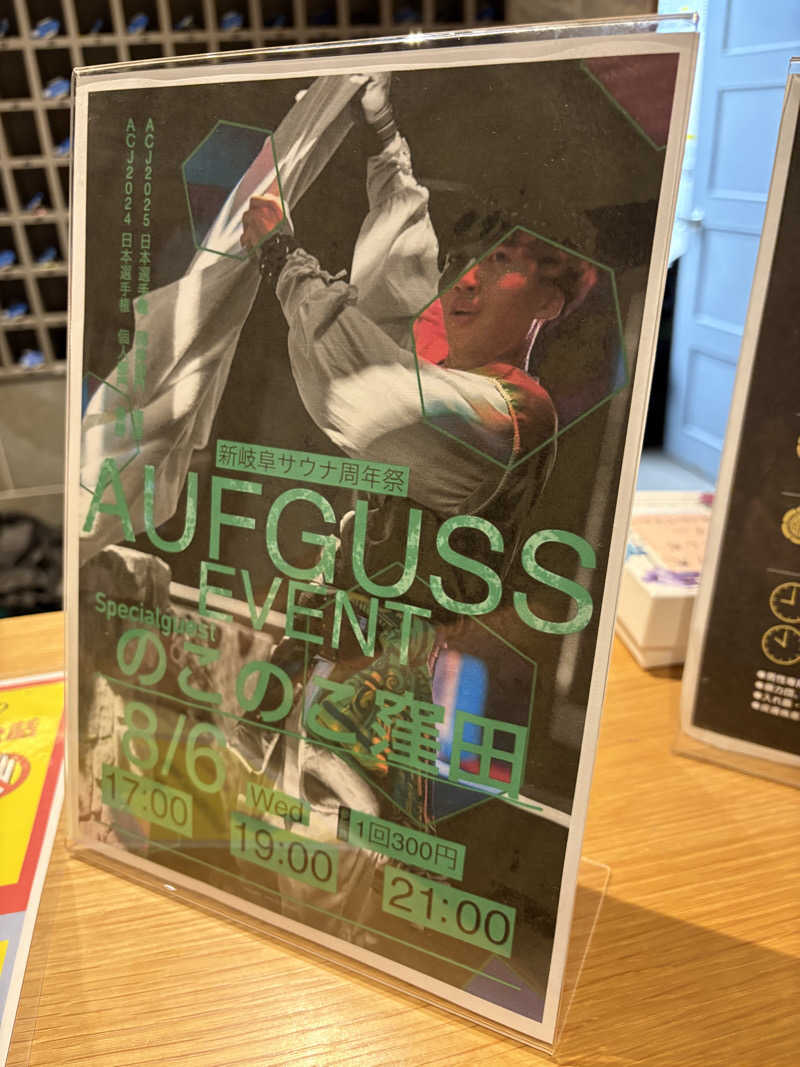 ACJ2025 日本選手権
ACJ2024 日本選手権 個人
新岐阜サウナ周年祭
AUFGUSS
EVENT
Specialguest
のこのこ窪田
8/6
Wed
1回300円
17:00
19:00
21:00